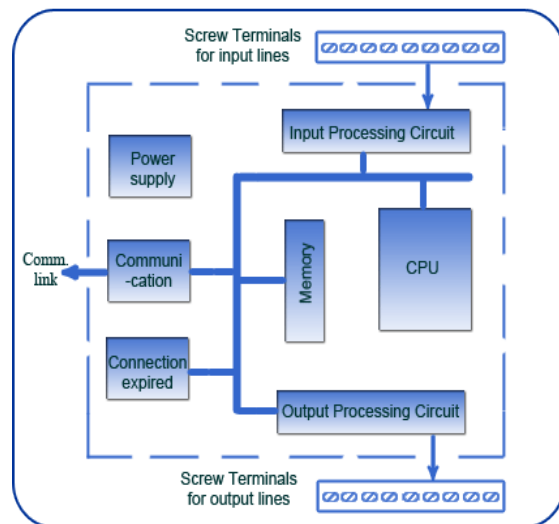 Screw Terminals
for input lines
Input Processing Circuit
Power
supply
Comm.
link
Communi
-cation
Memory
CPU
Connection
expired
Output Processing Circuit
Screw Terminals
for output lines